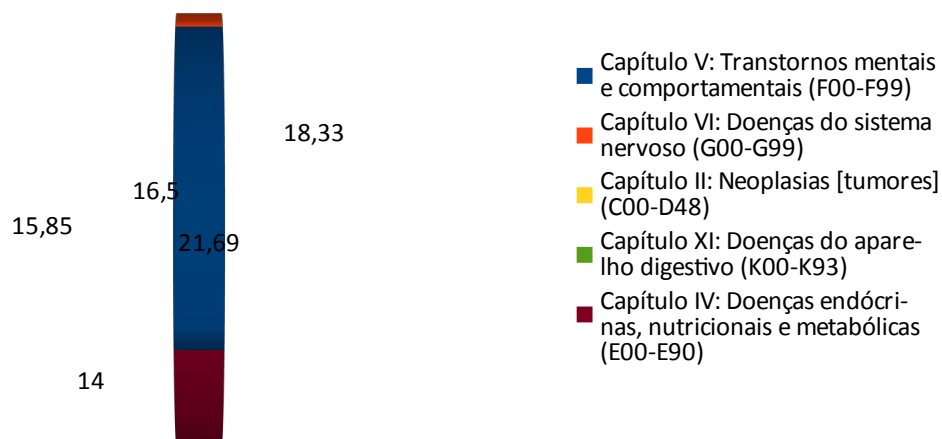 18,33
16,5
15,85
21,69
14
Capítulo V: Transtornos mentais
e comportamentais (F00-F99)
Capítulo VI: Doenças do sistema
nervoso (G00-G99)
Capítulo II: Neoplasias [tumores]
(C00-D48)
Capítulo XI: Doenças do apare-
lho digestivo (K00-K93)
Capítulo IV: Doenças endócri-
nas, nutricionais e metabólicas
(E00-E90)